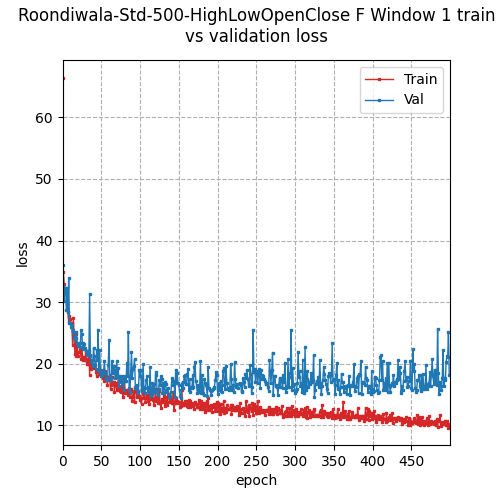 Roondiwala-Std-500-HighLowOpenClose F Window 1 train
vs validation loss
Train
Val
60
50
40
30
20
10
loss
0 50 100 150 200 250 300 350 400 450
epoch